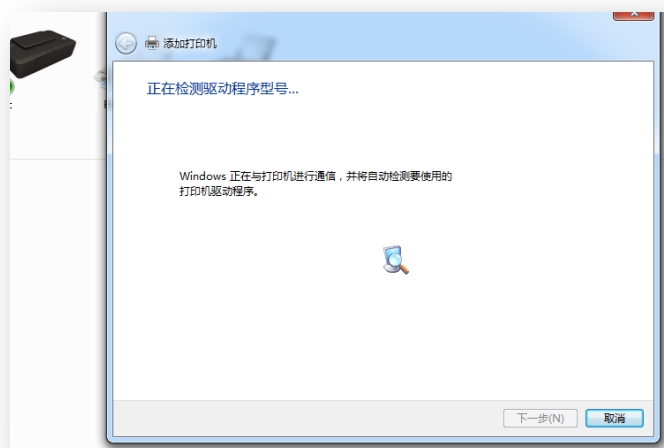 添加打印机
正在检测驱动程序型号...
Windows 正在与打印机进行通信，并将自动检测要使用的
打印机驱动程序。
下一步(N)
取消